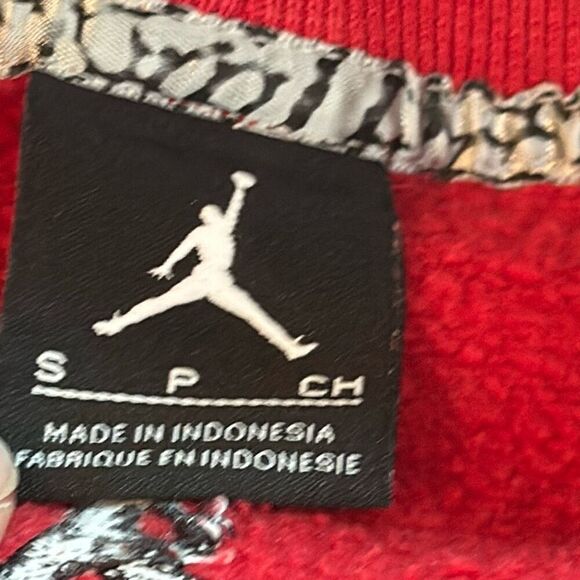 S P CH
MADE IN INDONESIA
FABRIQUE EN INDONESIE